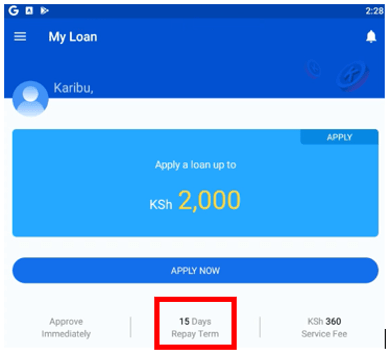 2:28
My Loan
Karibu,
APPLY
Apply a loan up to
KSh 2,000
APPLY NOW
Approve
Immediately
15 Days
Repay Term
KSh 360
Service Fee